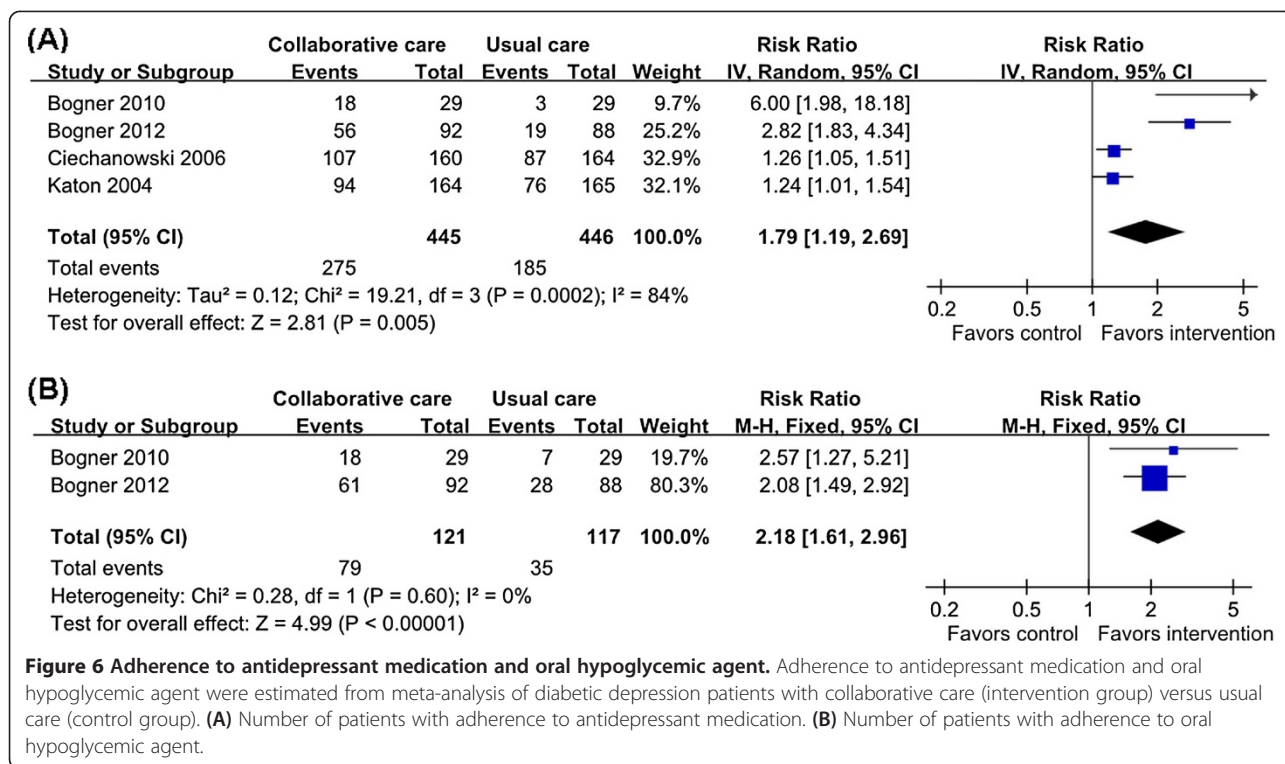 (A)
Collaborative care Usual care Risk Ratio Risk Ratio
Study or Subgroup Events Total Events Total Weight IV, Random, 95% CI IV, Random, 95% CI
Bogner 2010 18 29 3 29 9.7% 6.00 [1.98, 18.18]
Bogner 2012 56 92 19 88 25.2% 2.82 [1.83, 4.34]
Ciechanowski 2006 107 160 87 164 32.9% 1.26 [1.05, 1.51]
Katon 2004 94 164 76 165 32.1% 1.24 [1.01, 1.54]
Total (95% CI) 445 446 100.0% 1.79 [1.19, 2.69]
Total events 275 185
Heterogeneity: Tau² = 0.12; Chi² = 19.21, df = 3 (P = 0.0002); I² = 84%
Test for overall effect: Z = 2.81 (P = 0.005)
0.2 0.5 1 2 5
Favors control Favors intervention
(B)
Collaborative care Usual care Risk Ratio Risk Ratio
Study or Subgroup Events Total Events Total Weight M-H, Fixed, 95% CI M-H, Fixed, 95% CI
Bogner 2010 18 29 7 29 19.7% 2.57 [1.27, 5.21]
Bogner 2012 61 92 28 88 80.3% 2.08 [1.49, 2.92]
Total (95% CI) 121 117 100.0% 2.18 [1.61, 2.96]
Total events 79 35
Heterogeneity: Chi² = 0.28, df = 1 (P = 0.60); I² = 0%
Test for overall effect: Z = 4.99 (P < 0.00001)
0.2 0.5 1 2 5
Favors control Favors intervention
Figure 6 Adherence to antidepressant medication and oral hypoglycemic agent. Adherence to antidepressant medication and oral
hypoglycemic agent were estimated from meta-analysis of diabetic depression patients with collaborative care (intervention group) versus usual
care (control group). (A) Number of patients with adherence to antidepressant medication. (B) Number of patients with adherence to oral
hypoglycemic agent.